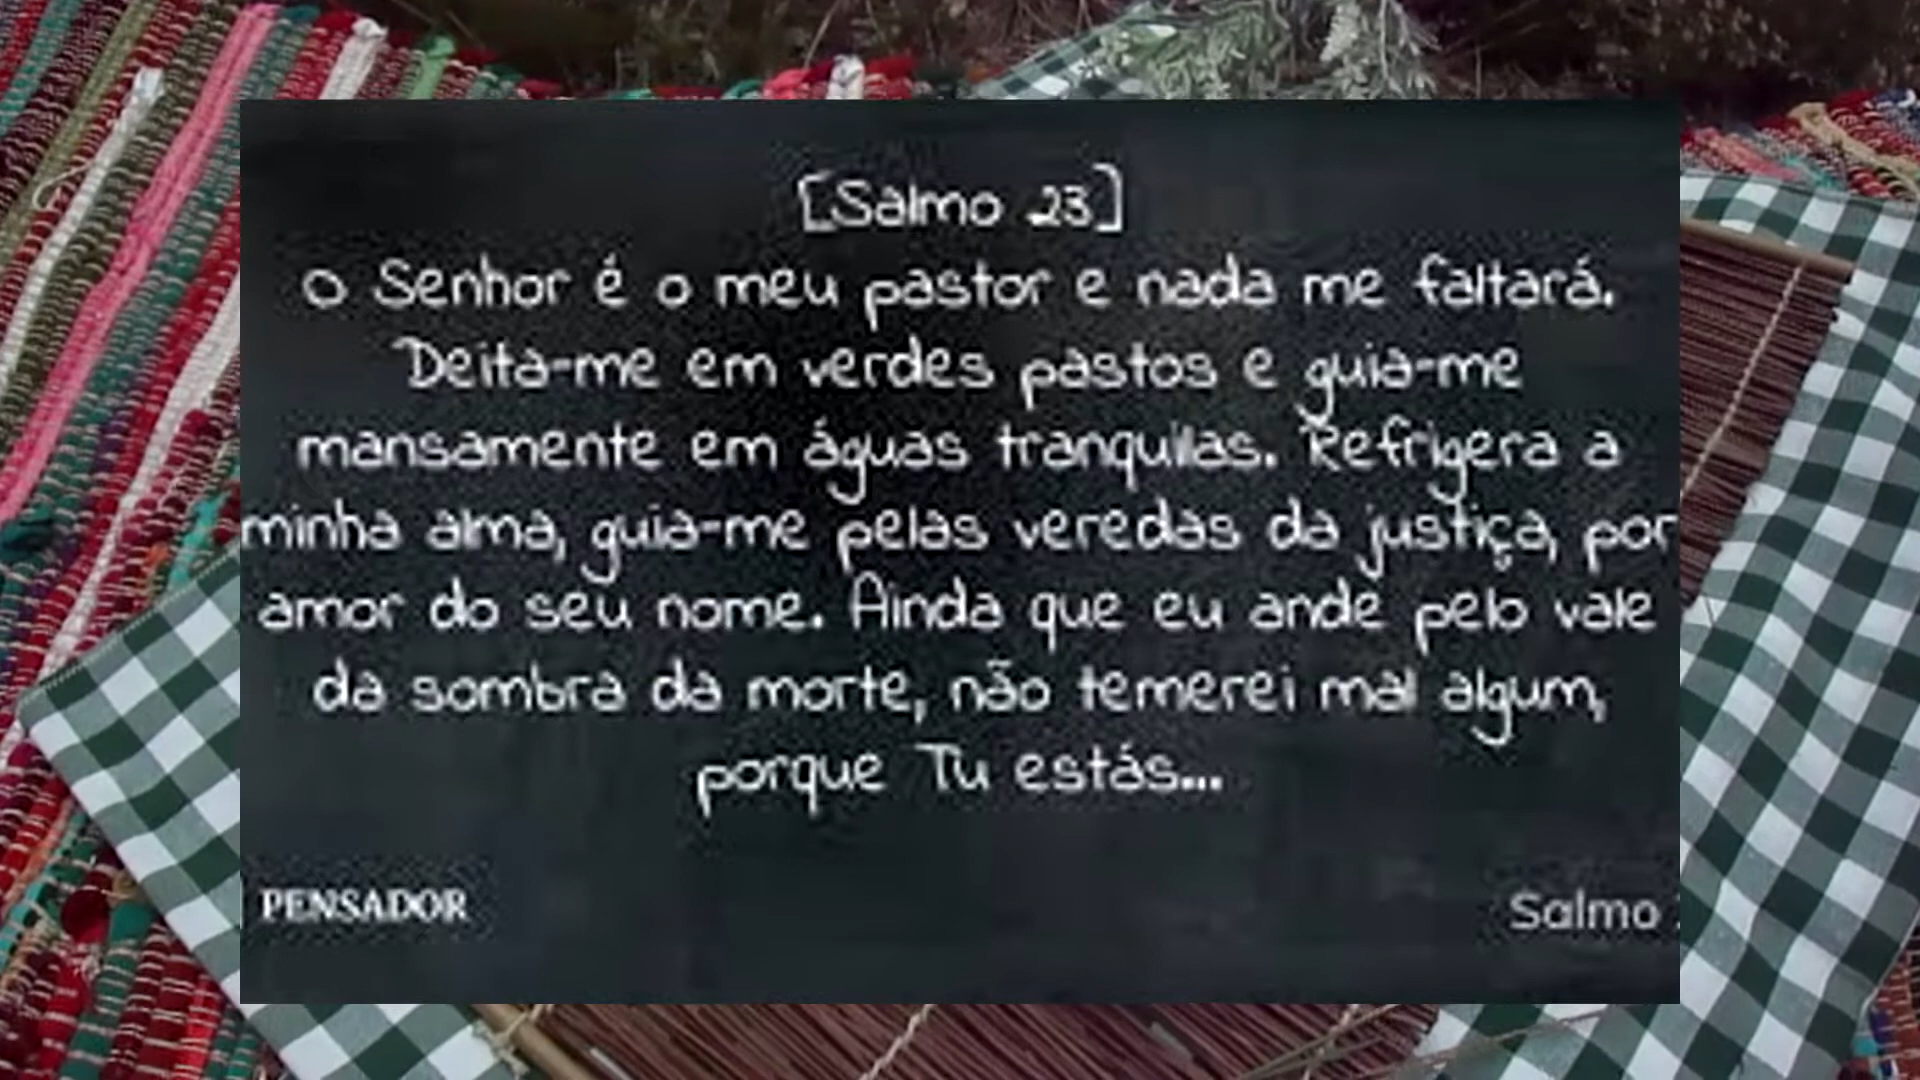 [Salmo 23]
O Senhor é o meu pastor e nada me faltará.
Deita-me em verdes pastos e guia-me
mansamente em águas tranquilas. Refrigera a
minha alma, guia-me pelas veredas da justiça, por
amor do seu nome. Ainda que eu ande pelo vale
da sombra da morte, não temerei mal algum,
porque Tu estás...
PENSADOR
Salmo